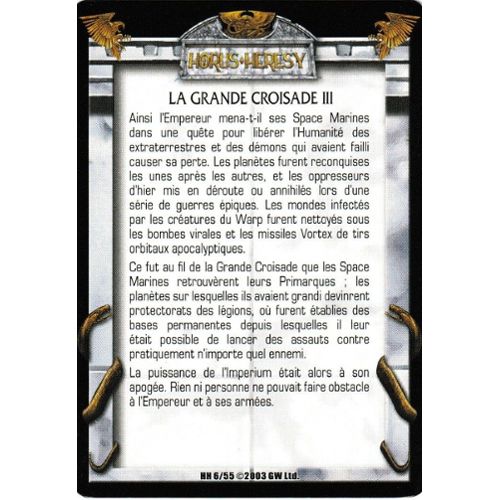 HORUS HERESY
LA GRANDE CROISADE III
Ainsi l'Empereur mena-t-il ses Space Marines
dans une quête pour libérer l'Humanité des
extraterrestres et des démons qui avaient failli
causer sa perte. Les planètes furent reconquises
les unes après les autres, et les oppresseurs
d'hier mis en déroute ou annihilés lors d'une
série de guerres épiques. Les mondes infectés
par les créatures du Warp furent nettoyés sous
les bombes virales et les missiles Vortex de tirs
orbitaux apocalyptiques.
Ce fut au fil de la Grande Croisade que les Space
Marines retrouvèrent leurs Primarques ; les
planètes sur lesquelles ils avaient grandi devinrent
protectorats des légions, où furent établies des
bases permanentes depuis lesquelles il leur
était possible de lancer des assauts contre
pratiquement n'importe quel ennemi.
La puissance de l'Imperium était alors à son
apogée. Rien ni personne ne pouvait faire obstacle
à l'Empereur et à ses armées.
HH 6/55 ©2003 GW Ltd.